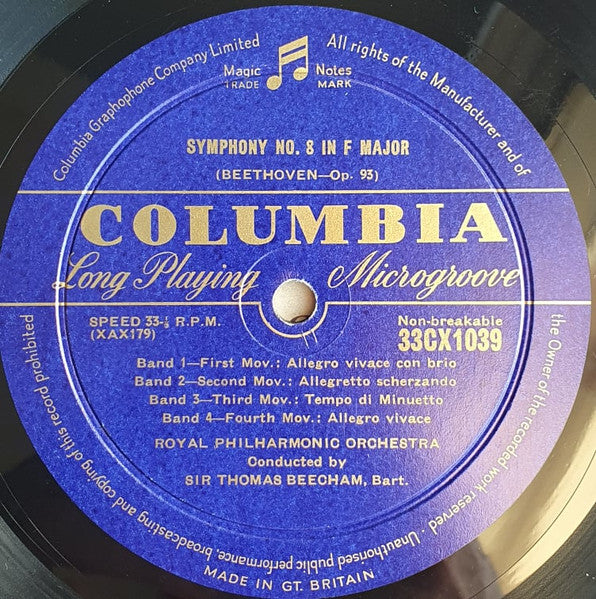 Columbia Graphophone Company Limited
All rights of the Manufacturer and of
the Owner of the recorded work reserved · Unauthorised public performance, broadcasting and copying of this record prohibited
Magic Notes
TRADE MARK
SYMPHONY NO. 8 IN F MAJOR
(BEETHOVEN—Op. 93)
COLUMBIA
Long Playing Microgroove
SPEED 33⅓ R.P.M.
(XAX179)
Non-breakable
33CX1039
Band 1—First Mov.: Allegro vivace con brio
Band 2—Second Mov.: Allegretto scherzando
Band 3—Third Mov.: Tempo di Minuetto
Band 4—Fourth Mov.: Allegro vivace
ROYAL PHILHARMONIC ORCHESTRA
Conducted by
SIR THOMAS BEECHAM, Bart.
MADE IN GT. BRITAIN